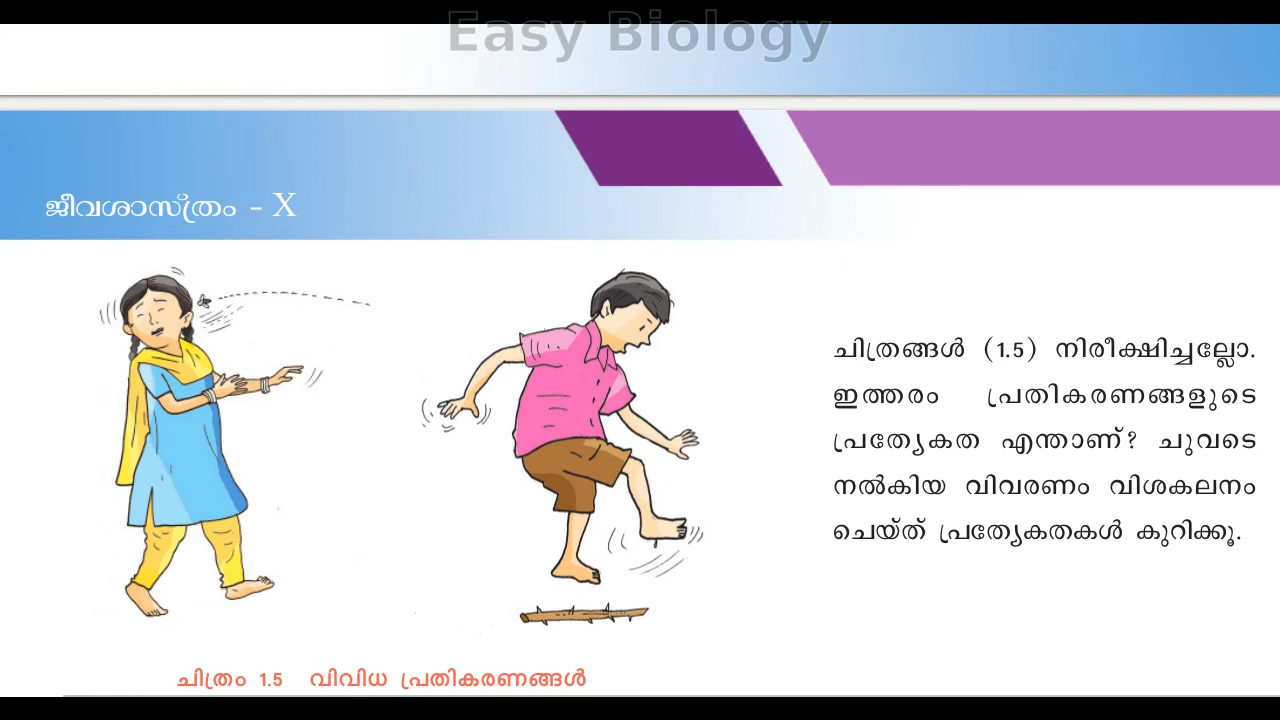 Easy Biology
ജീവശാസ്ത്രം - X
ചിത്രങ്ങൾ (1.5) നിരീക്ഷിച്ചല്ലോ.
ഇത്തരം പ്രതികരണങ്ങളുടെ
പ്രത്യേകത എന്താണ്? ചുവടെ
നൽകിയ വിവരണം വിശകലനം
ചെയ്ത് പ്രത്യേകതകൾ കുറിക്കൂ.
ചിത്രം 1.5 വിവിധ പ്രതികരണങ്ങൾ